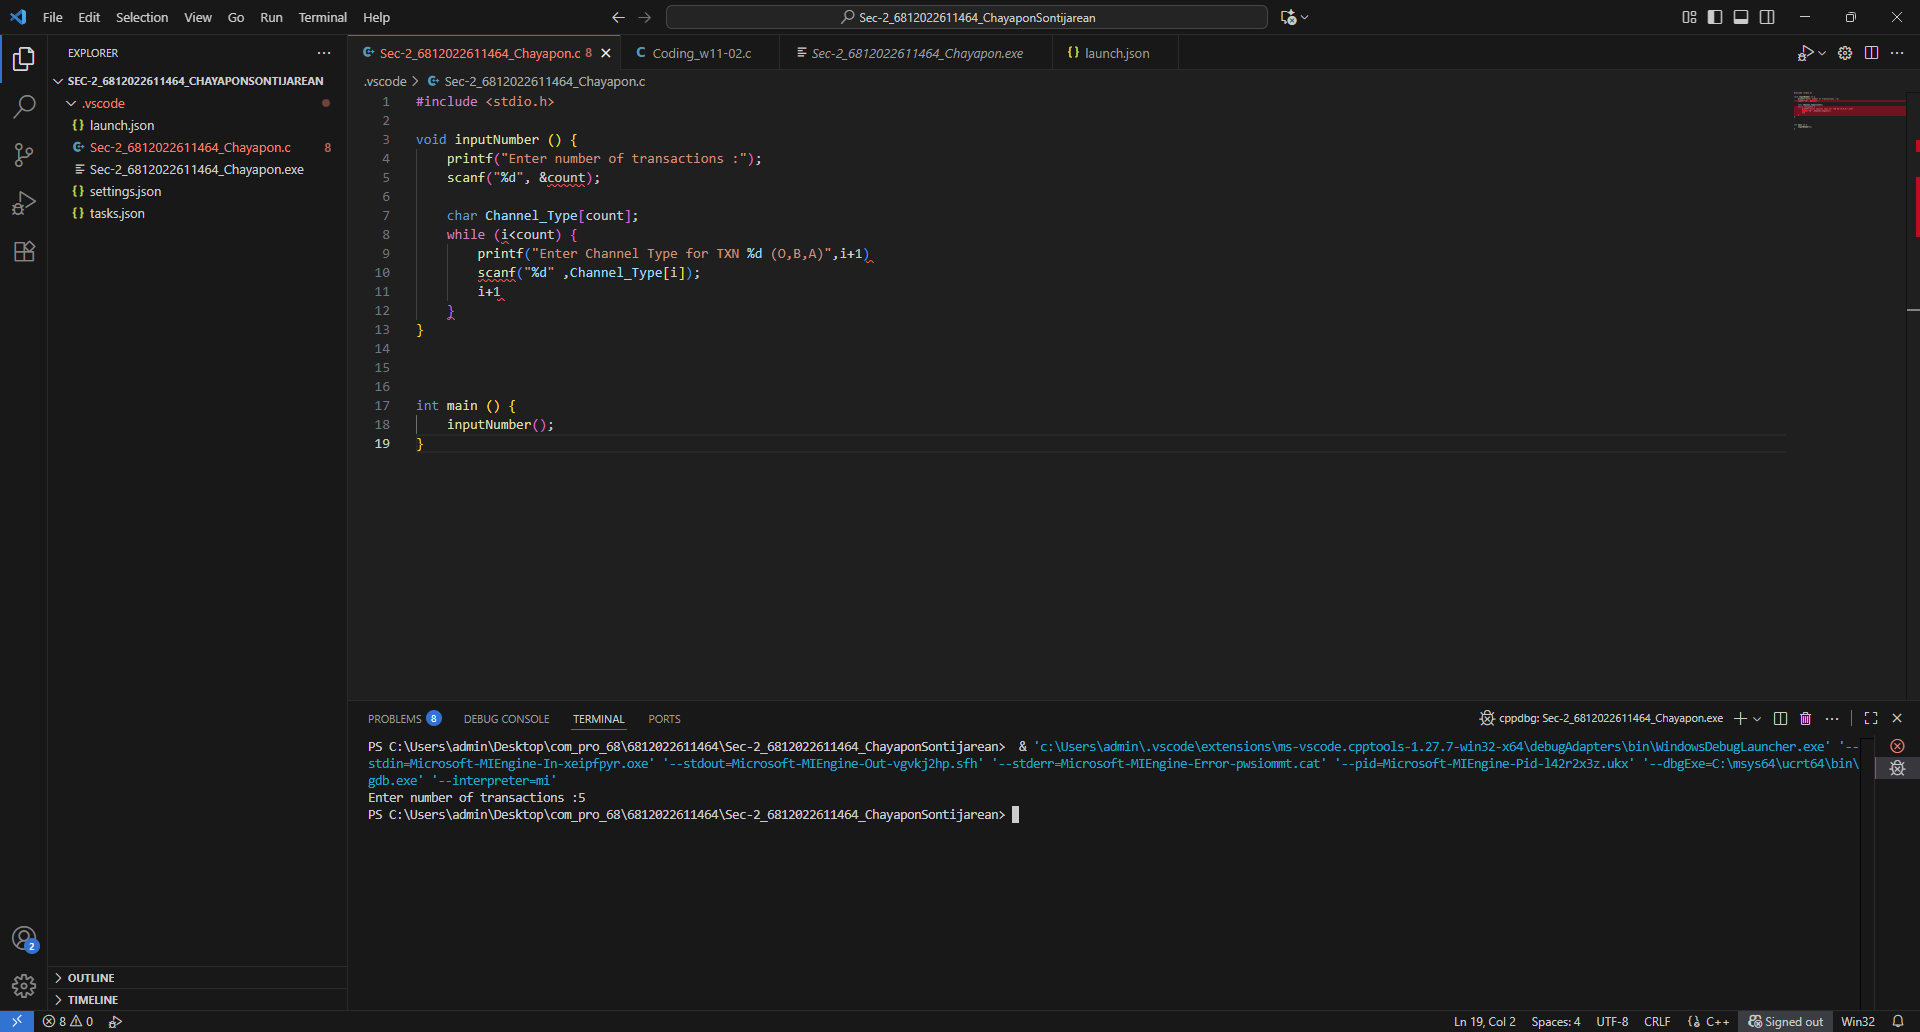 File Edit Selection View Go Run Terminal Help
Sec-2_6812022611464_ChayaponSontijarean
EXPLORER
SEC-2_6812022611464_CHAYAPONSONTIJAREAN
.vscode
launch.json
Sec-2_6812022611464_Chayapon.c 8
Sec-2_6812022611464_Chayapon.exe
settings.json
tasks.json
OUTLINE
TIMELINE
Sec-2_6812022611464_Chayapon.c 8
Coding_w11-02.c
Sec-2_6812022611464_Chayapon.exe
launch.json
.vscode > Sec-2_6812022611464_Chayapon.c
1 #include <stdio.h>
2
3 void inputNumber () {
4 printf("Enter number of transactions :");
5 scanf("%d", &count);
6
7 char Channel_Type[count];
8 while (i<count) {
9 printf("Enter Channel Type for TXN %d (O,B,A)",i+1)
10 scanf("%d" ,Channel_Type[i]);
11 i+1
12 }
13 }
14
15
16
17 int main () {
18 inputNumber();
19 }
PROBLEMS 8 DEBUG CONSOLE TERMINAL PORTS
cppdbg: Sec-2_6812022611464_Chayapon.exe
PS C:\Users\admin\Desktop\com_pro_68\6812022611464\Sec-2_6812022611464_ChayaponSontijarean> & 'c:\Users\admin\.vscode\extensions\ms-vscode.cpptools-1.27.7-win32-x64\debugAdapters\bin\WindowsDebugLauncher.exe' '--
stdin=Microsoft-MIEngine-In-xeipfpyr.oxe' '--stdout=Microsoft-MIEngine-Out-vgvkj2hp.sfh' '--stderr=Microsoft-MIEngine-Error-pwsiommt.cat' '--pid=Microsoft-MIEngine-Pid-l42r2x3z.ukx' '--dbgExe=C:\msys64\ucrt64\bin\
gdb.exe' '--interpreter=mi'
Enter number of transactions :5
PS C:\Users\admin\Desktop\com_pro_68\6812022611464\Sec-2_6812022611464_ChayaponSontijarean>
2
8 0
Ln 19, Col 2 Spaces: 4 UTF-8 CRLF {} C++ Signed out Win32